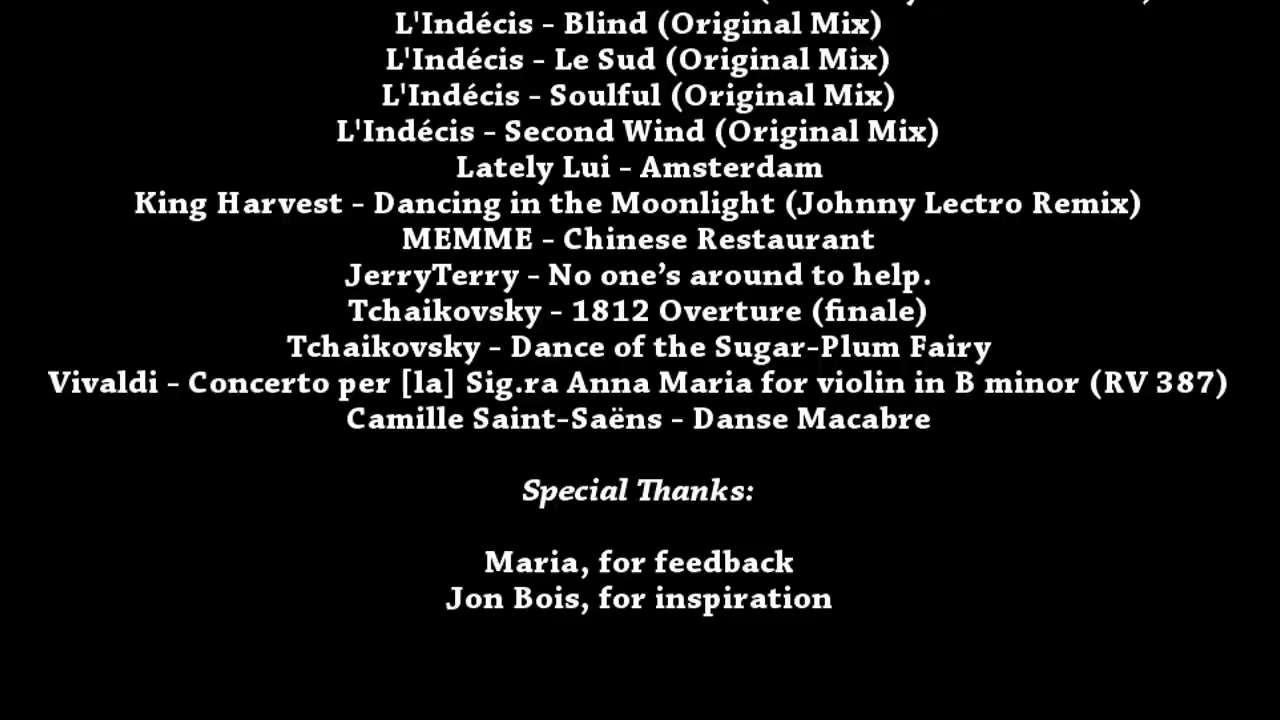 L'Indécis - Blind (Original Mix)
L'Indécis - Le Sud (Original Mix)
L'Indécis - Soulful (Original Mix)
L'Indécis - Second Wind (Original Mix)
Lately Lui - Amsterdam
King Harvest - Dancing in the Moonlight (Johnny Lectro Remix)
MEMME - Chinese Restaurant
JerryTerry - No one’s around to help.
Tchaikovsky - 1812 Overture (finale)
Tchaikovsky - Dance of the Sugar-Plum Fairy
Vivaldi - Concerto per [la] Sig.ra Anna Maria for violin in B minor (RV 387)
Camille Saint-Saëns - Danse Macabre
Special Thanks:
Maria, for feedback
Jon Bois, for inspiration